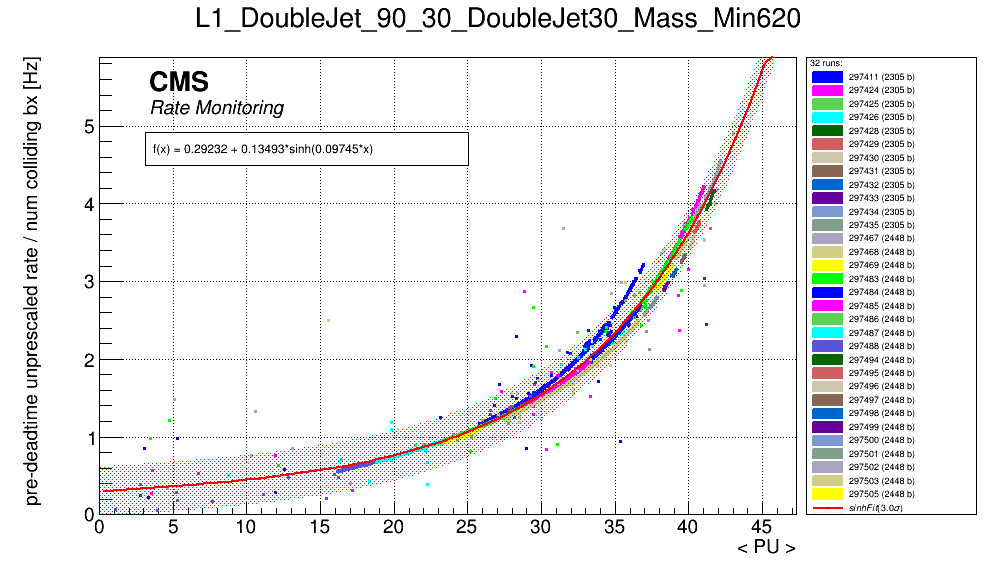 L1_DoubleJet_90_30_DoubleJet30_Mass_Min620
pre-deadtime unprescaled rate / num colliding bx [Hz]
CMS
Rate Monitoring
f(x) = 0.29232 + 0.13493*sinh(0.09745*x)
5
4
3
2
1
0
0 5 10 15 20 25 30 35 40 45
< PU >
32 runs:
297411 (2305 b)
297424 (2305 b)
297425 (2305 b)
297426 (2305 b)
297428 (2305 b)
297429 (2305 b)
297430 (2305 b)
297431 (2305 b)
297432 (2305 b)
297433 (2305 b)
297434 (2305 b)
297435 (2305 b)
297467 (2448 b)
297468 (2448 b)
297469 (2448 b)
297483 (2448 b)
297484 (2448 b)
297485 (2448 b)
297486 (2448 b)
297487 (2448 b)
297488 (2448 b)
297494 (2448 b)
297495 (2448 b)
297496 (2448 b)
297497 (2448 b)
297498 (2448 b)
297499 (2448 b)
297500 (2448 b)
297501 (2448 b)
297502 (2448 b)
297503 (2448 b)
297505 (2448 b)
sinhFit(3.0σ)